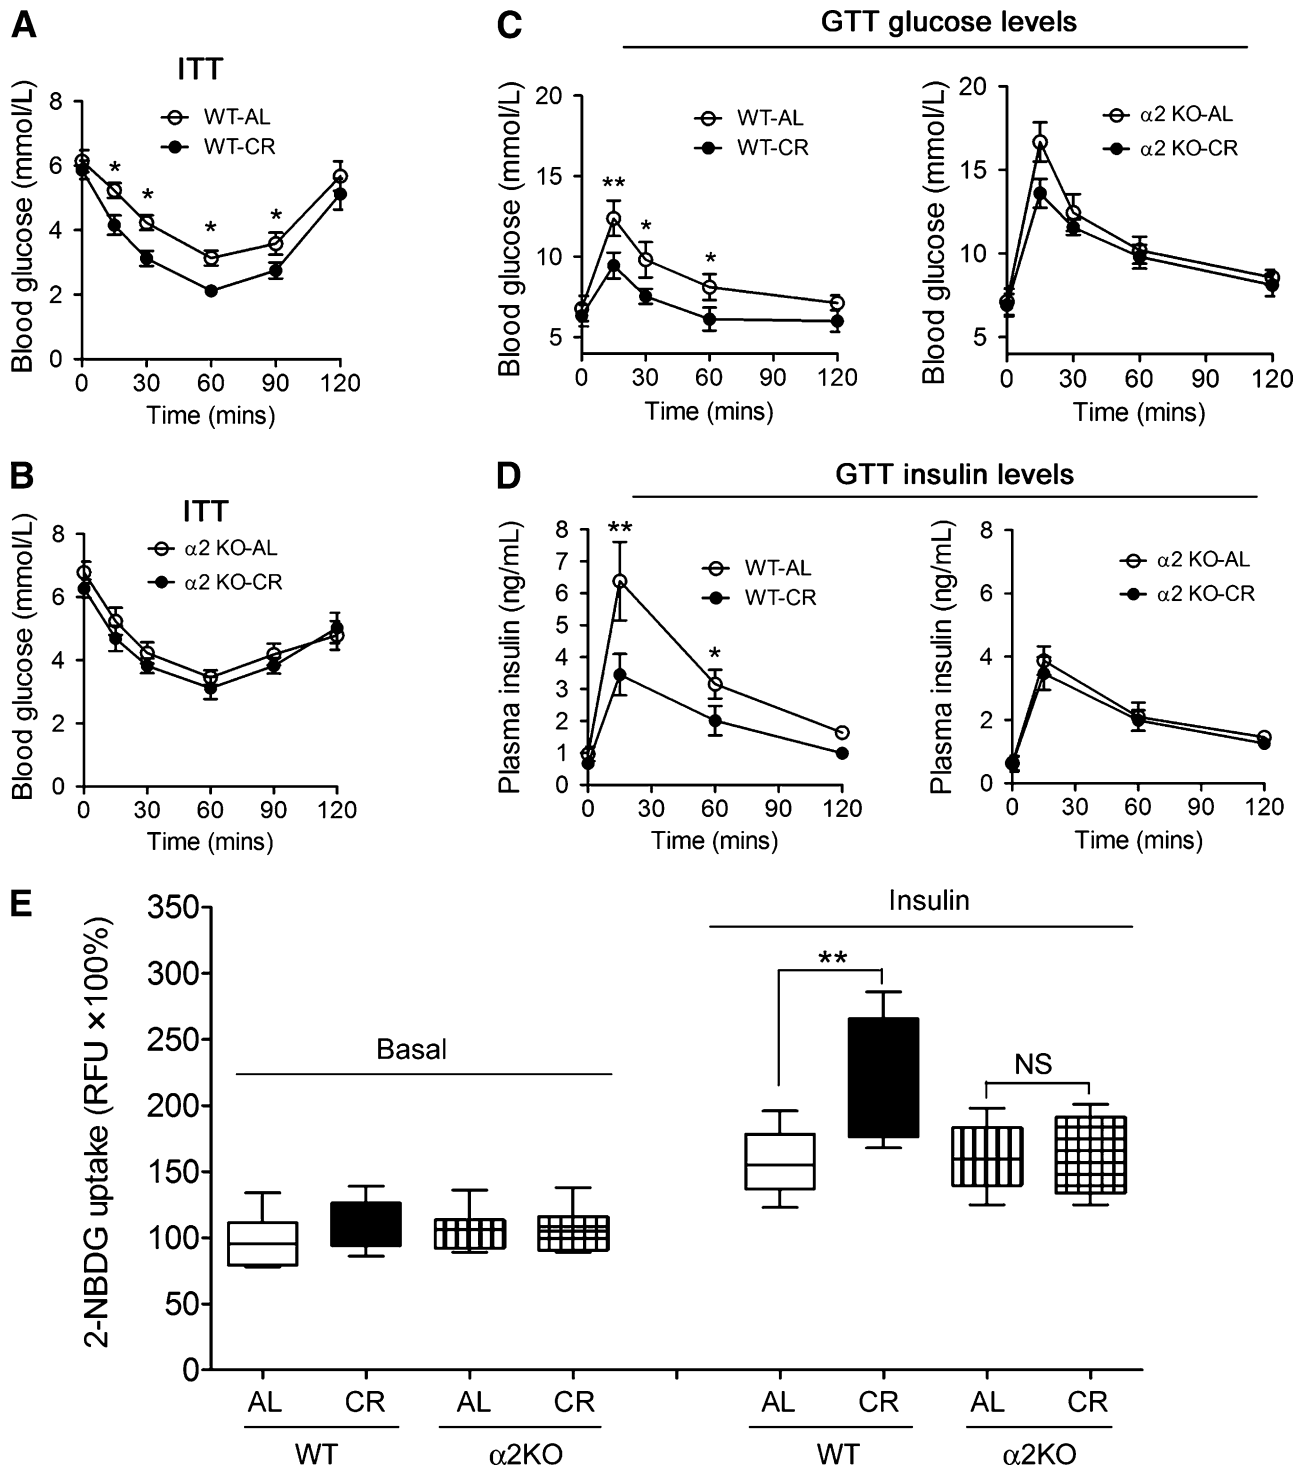 A
ITT
Blood glucose (mmol/L)
8
6
4
2
0
WT-AL
WT-CR
*
*
*
*
0 30 60 90 120
Time (mins)
C
GTT glucose levels
Blood glucose (mmol/L)
20
15
10
5
WT-AL
WT-CR
**
*
*
0 30 60 90 120
Time (mins)
Blood glucose (mmol/L)
20
15
10
5
α2 KO-AL
α2 KO-CR
0 30 60 90 120
Time (mins)
B
ITT
Blood glucose (mmol/L)
8
6
4
2
0
α2 KO-AL
α2 KO-CR
0 30 60 90 120
Time (mins)
D
GTT insulin levels
Plasma insulin (ng/mL)
8
7
6
5
4
3
2
1
0
**
*
WT-AL
WT-CR
0 30 60 90 120
Time (mins)
Plasma insulin (ng/mL)
8
6
4
2
0
α2 KO-AL
α2 KO-CR
0 30 60 90 120
Time (mins)
E
2-NBDG uptake (RFU ×100%)
350
300
250
200
150
100
50
0
Basal
Insulin
**
NS
AL CR AL CR AL CR AL CR
WT α2KO WT α2KO